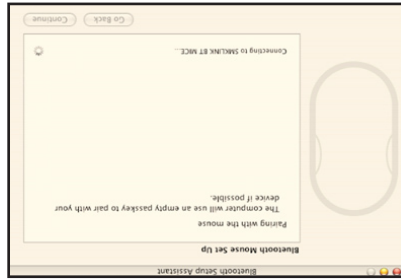 Bluetooth Setup Assistant
Bluetooth Mouse Set Up
Pairing with the mouse
The computer will use an empty passkey to pair with your
device if possible.
Connecting to SMKLINK BT MICE...
Go Back
Continue